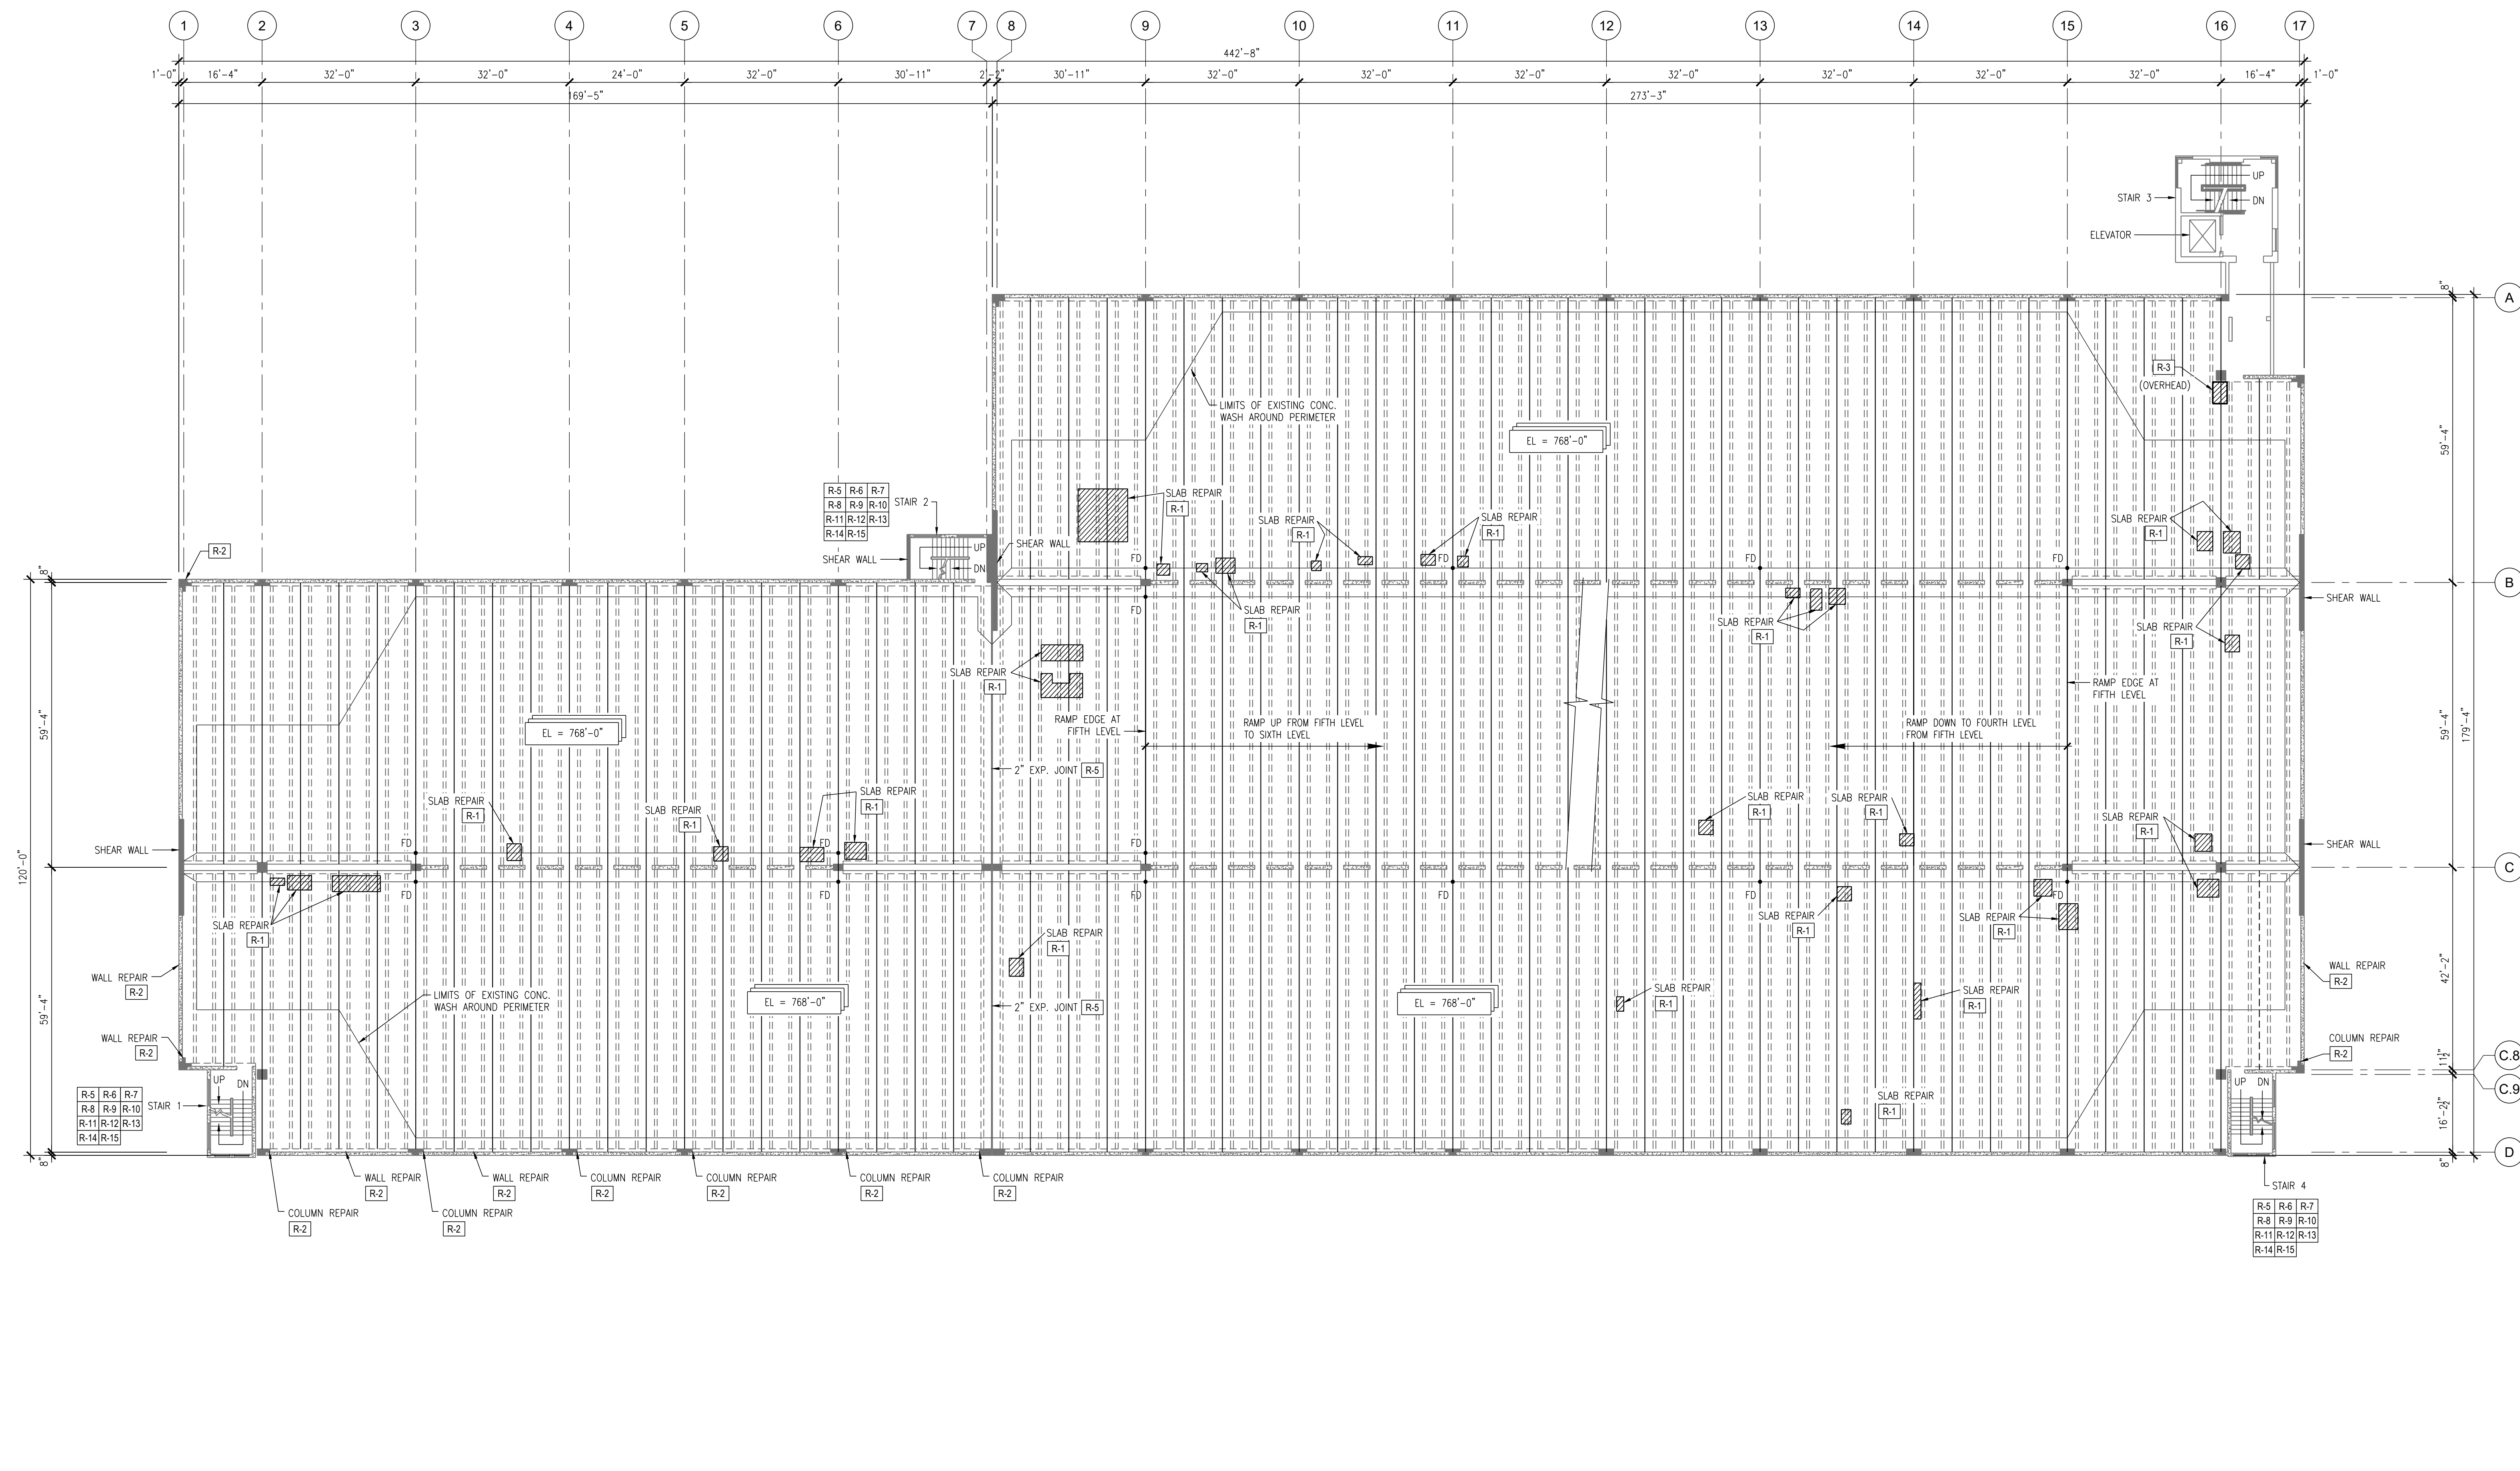 1 2 3 4 5 6 7 8 9 10 11 12 13 14 15 16 17
442'-8"
1'-0" 16'-4" 32'-0" 32'-0" 24'-0" 32'-0" 30'-11" 2'-2" 30'-11" 32'-0" 32'-0" 32'-0" 32'-0" 32'-0" 32'-0" 32'-0" 16'-4" 1'-0"
169'-5" 273'-3"
UP
STAIR 3
DN
ELEVATOR
8"
A
R-3
(OVERHEAD)
LIMITS OF EXISTING CONC.
WASH AROUND PERIMETER
EL = 768'-0"
59'-4"
R-5 R-6 R-7
R-8 R-9 R-10
R-11 R-12 R-13
R-14 R-15
STAIR 2
SLAB REPAIR
R-1
SLAB REPAIR
R-1
SLAB REPAIR
R-1
SLAB REPAIR
R-1
SHEAR WALL
UP
DN
SHEAR WALL
R-2
FD
FD
FD
FD
8"
B
FD
SLAB REPAIR
R-1
SLAB REPAIR
R-1
SLAB REPAIR
R-1
SHEAR WALL
SLAB REPAIR
R-1
RAMP EDGE AT
FIFTH LEVEL
RAMP EDGE AT
FIFTH LEVEL
RAMP UP FROM FIFTH LEVEL
TO SIXTH LEVEL
RAMP DOWN TO FOURTH LEVEL
FROM FIFTH LEVEL
59'-4"
EL = 768'-0"
59'-4"
179'-4"
2" EXP. JOINT R-5
SLAB REPAIR
R-1
SLAB REPAIR
R-1
SLAB REPAIR
R-1
SLAB REPAIR
R-1
SLAB REPAIR
R-1
SLAB REPAIR
R-1
FD
FD
FD
SHEAR WALL
SHEAR WALL
120'-0"
C
FD
FD
FD
FD
FD
FD
SLAB REPAIR
R-1
SLAB REPAIR
R-1
SLAB REPAIR
R-1
SLAB REPAIR
R-1
WALL REPAIR
R-2
WALL REPAIR
R-2
42'-2"
LIMITS OF EXISTING CONC.
WASH AROUND PERIMETER
EL = 768'-0"
2" EXP. JOINT R-5
EL = 768'-0"
SLAB REPAIR
R-1
SLAB REPAIR
R-1
59'-4"
WALL REPAIR
R-2
COLUMN REPAIR
R-2
11 1/2"
C.8
C.9
UP DN
UP DN
R-5 R-6 R-7
R-8 R-9 R-10
R-11 R-12 R-13
R-14 R-15
STAIR 1
SLAB REPAIR
R-1
16'-2 1/2"
8"
8"
D
WALL REPAIR
R-2
WALL REPAIR
R-2
COLUMN REPAIR
R-2
COLUMN REPAIR
R-2
COLUMN REPAIR
R-2
COLUMN REPAIR
R-2
COLUMN REPAIR
R-2
COLUMN REPAIR
R-2
STAIR 4
R-5 R-6 R-7
R-8 R-9 R-10
R-11 R-12 R-13
R-14 R-15